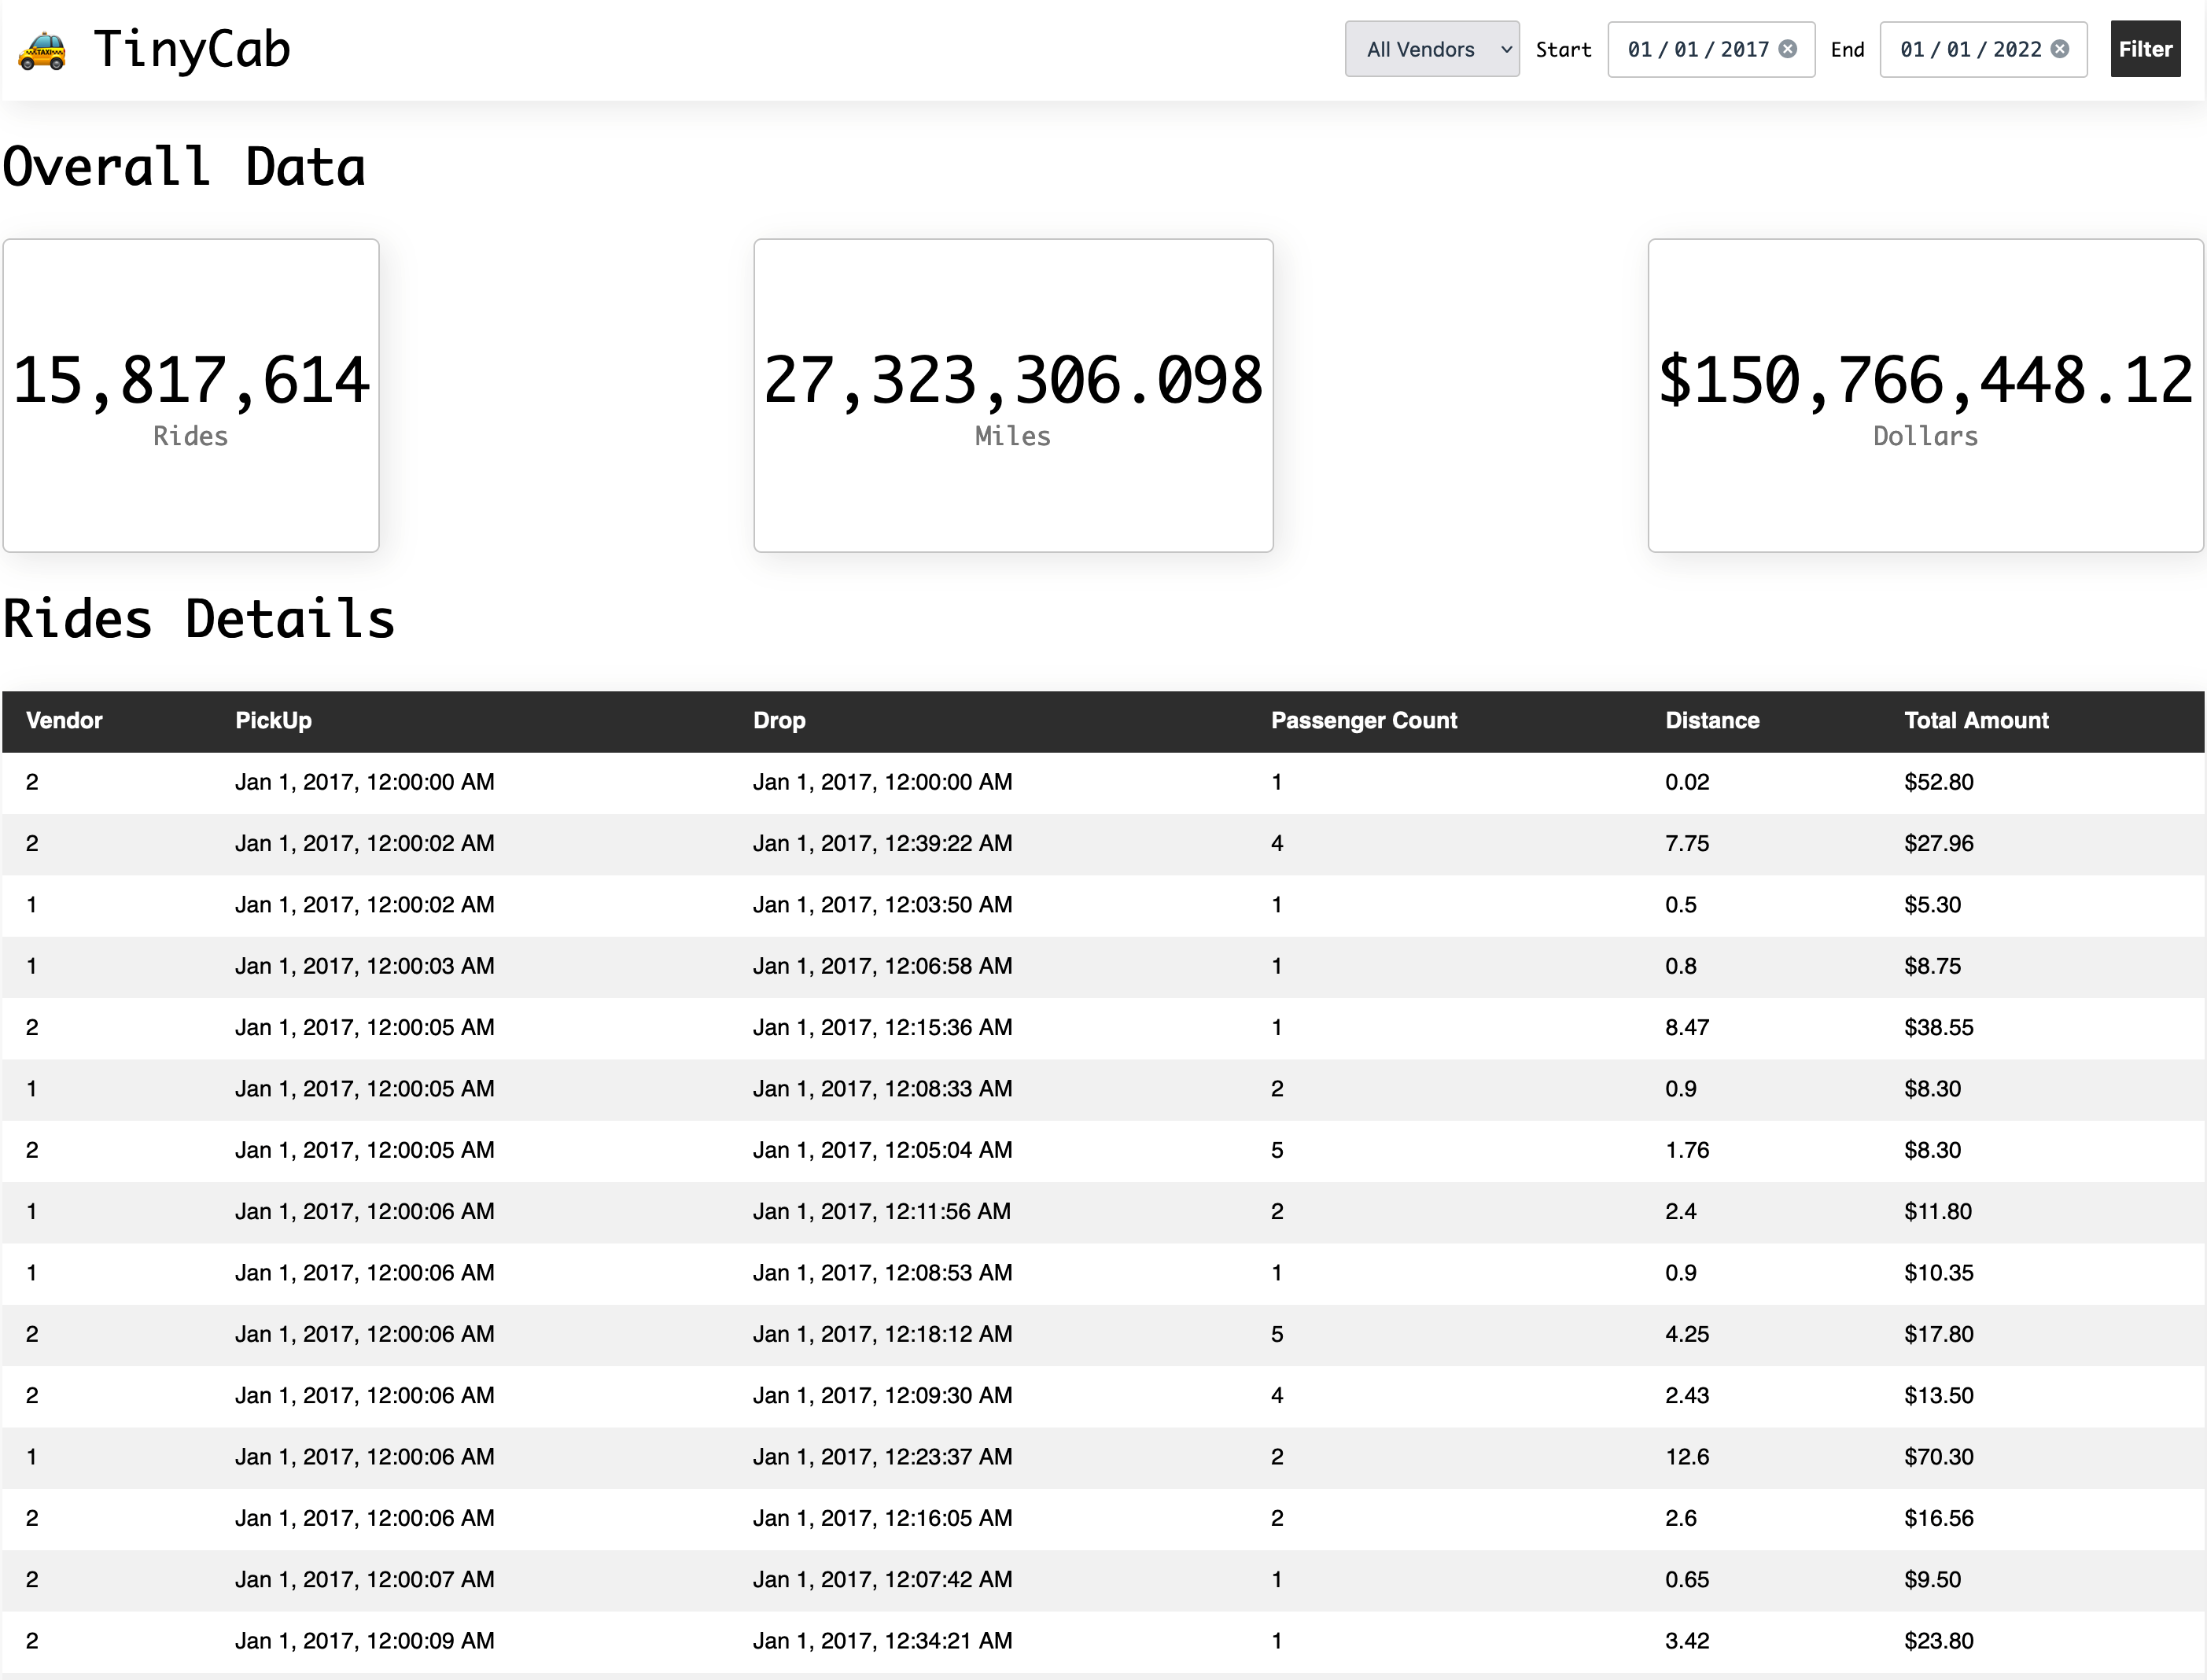 TAXI TinyCab All Vendors Start 01 / 01 / 2017 End 01 / 01 / 2022 Filter
Overall Data
15,817,614 27,323,306.098 $150,766,448.12
Rides Miles Dollars
Rides Details
Vendor PickUp Drop Passenger Count Distance Total Amount
2 Jan 1, 2017, 12:00:00 AM Jan 1, 2017, 12:00:00 AM 1 0.02 $52.80
2 Jan 1, 2017, 12:00:02 AM Jan 1, 2017, 12:39:22 AM 4 7.75 $27.96
1 Jan 1, 2017, 12:00:02 AM Jan 1, 2017, 12:03:50 AM 1 0.5 $5.30
1 Jan 1, 2017, 12:00:03 AM Jan 1, 2017, 12:06:58 AM 1 0.8 $8.75
2 Jan 1, 2017, 12:00:05 AM Jan 1, 2017, 12:15:36 AM 1 8.47 $38.55
1 Jan 1, 2017, 12:00:05 AM Jan 1, 2017, 12:08:33 AM 2 0.9 $8.30
2 Jan 1, 2017, 12:00:05 AM Jan 1, 2017, 12:05:04 AM 5 1.76 $8.30
1 Jan 1, 2017, 12:00:06 AM Jan 1, 2017, 12:11:56 AM 2 2.4 $11.80
1 Jan 1, 2017, 12:00:06 AM Jan 1, 2017, 12:08:53 AM 1 0.9 $10.35
2 Jan 1, 2017, 12:00:06 AM Jan 1, 2017, 12:18:12 AM 5 4.25 $17.80
2 Jan 1, 2017, 12:00:06 AM Jan 1, 2017, 12:09:30 AM 4 2.43 $13.50
1 Jan 1, 2017, 12:00:06 AM Jan 1, 2017, 12:23:37 AM 2 12.6 $70.30
2 Jan 1, 2017, 12:00:06 AM Jan 1, 2017, 12:16:05 AM 2 2.6 $16.56
2 Jan 1, 2017, 12:00:07 AM Jan 1, 2017, 12:07:42 AM 1 0.65 $9.50
2 Jan 1, 2017, 12:00:09 AM Jan 1, 2017, 12:34:21 AM 1 3.42 $23.80